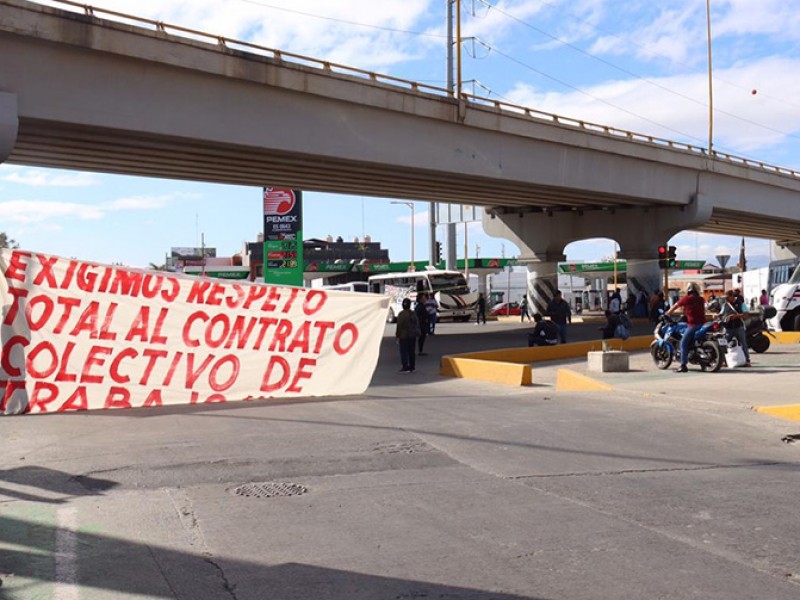 EXIGIMOS RESPETO
TOTAL AL CONTRATO
COLECTIVO DE
TRABAJO
PEMEX